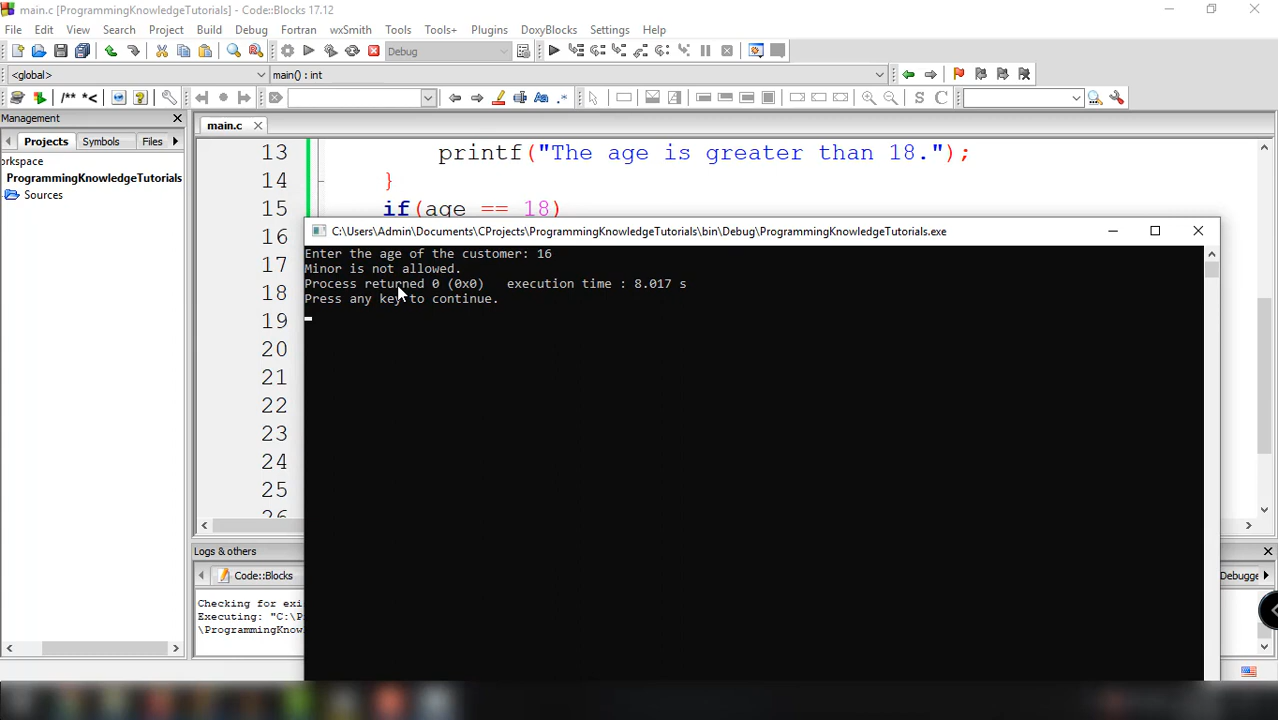 main.c [ProgrammingKnowledgeTutorials] - Code::Blocks 17.12
File Edit View Search Project Build Debug Fortran wxSmith Tools Tools+ Plugins DoxyBlocks Settings Help
Debug
<global>
main() : int
/** *<
S C
Management
Projects Symbols Files
orkspace
ProgrammingKnowledgeTutorials
Sources
main.c
13 printf("The age is greater than 18.");
14 }
15 if(age == 18)
16
17
18
19
20
21
22
23
24
25
26
C:\Users\Admin\Documents\CProjects\ProgrammingKnowledgeTutorials\bin\Debug\ProgrammingKnowledgeTutorials.exe
Enter the age of the customer: 16
Minor is not allowed.
Process returned 0 (0x0) execution time : 8.017 s
Press any key to continue.
Logs & others
Code::Blocks
Debugge
Checking for exi
Executing: "C:\P
\ProgrammingKnow